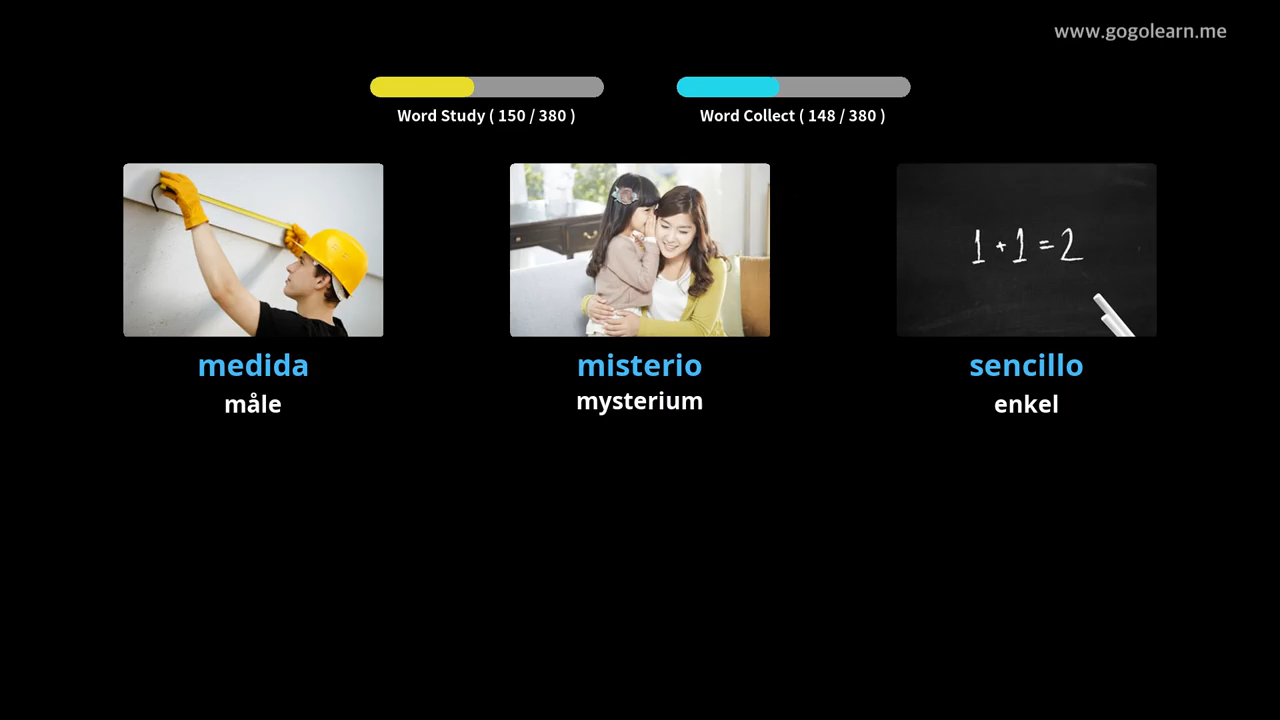 www.gogolearn.me
Word Study ( 150 / 380 )
Word Collect ( 148 / 380 )
1 + 1 = 2
medida
misterio
sencillo
måle
mysterium
enkel